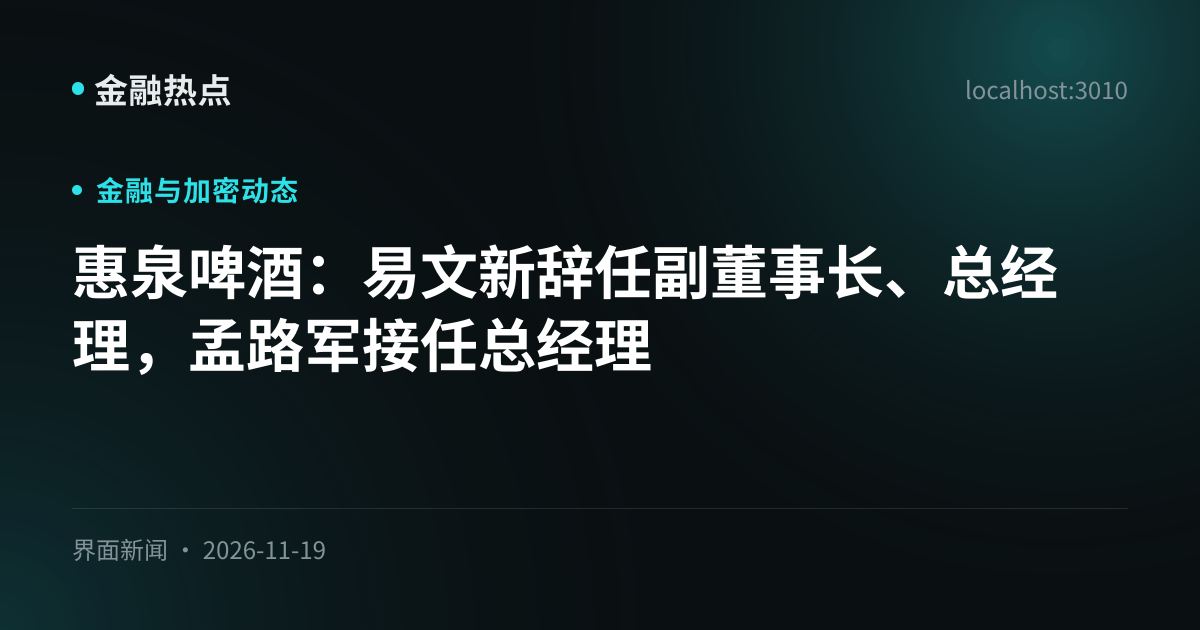 金融热点
localhost:3010
金融与加密动态
惠泉啤酒：易文新辞任副董事长、总经
理，孟路军接任总经理
界面新闻 · 2026-11-19